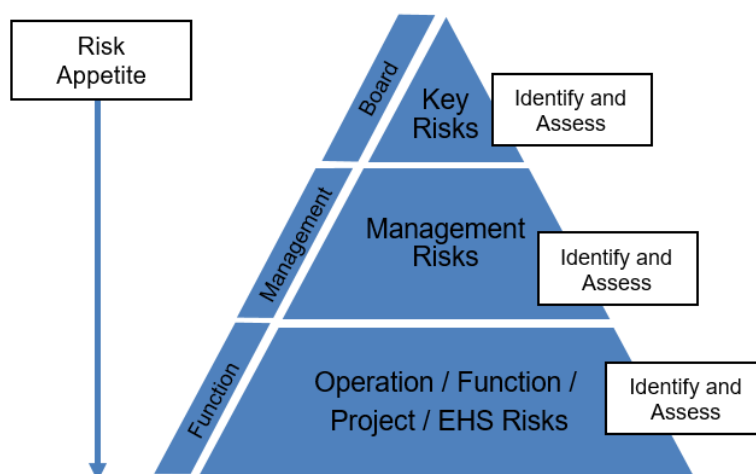 Risk
Appetite
Board
Key
Risks
Identify and
Assess
Management
Management
Risks
Identify and
Assess
Function
Operation / Function /
Project / EHS Risks
Identify and
Assess